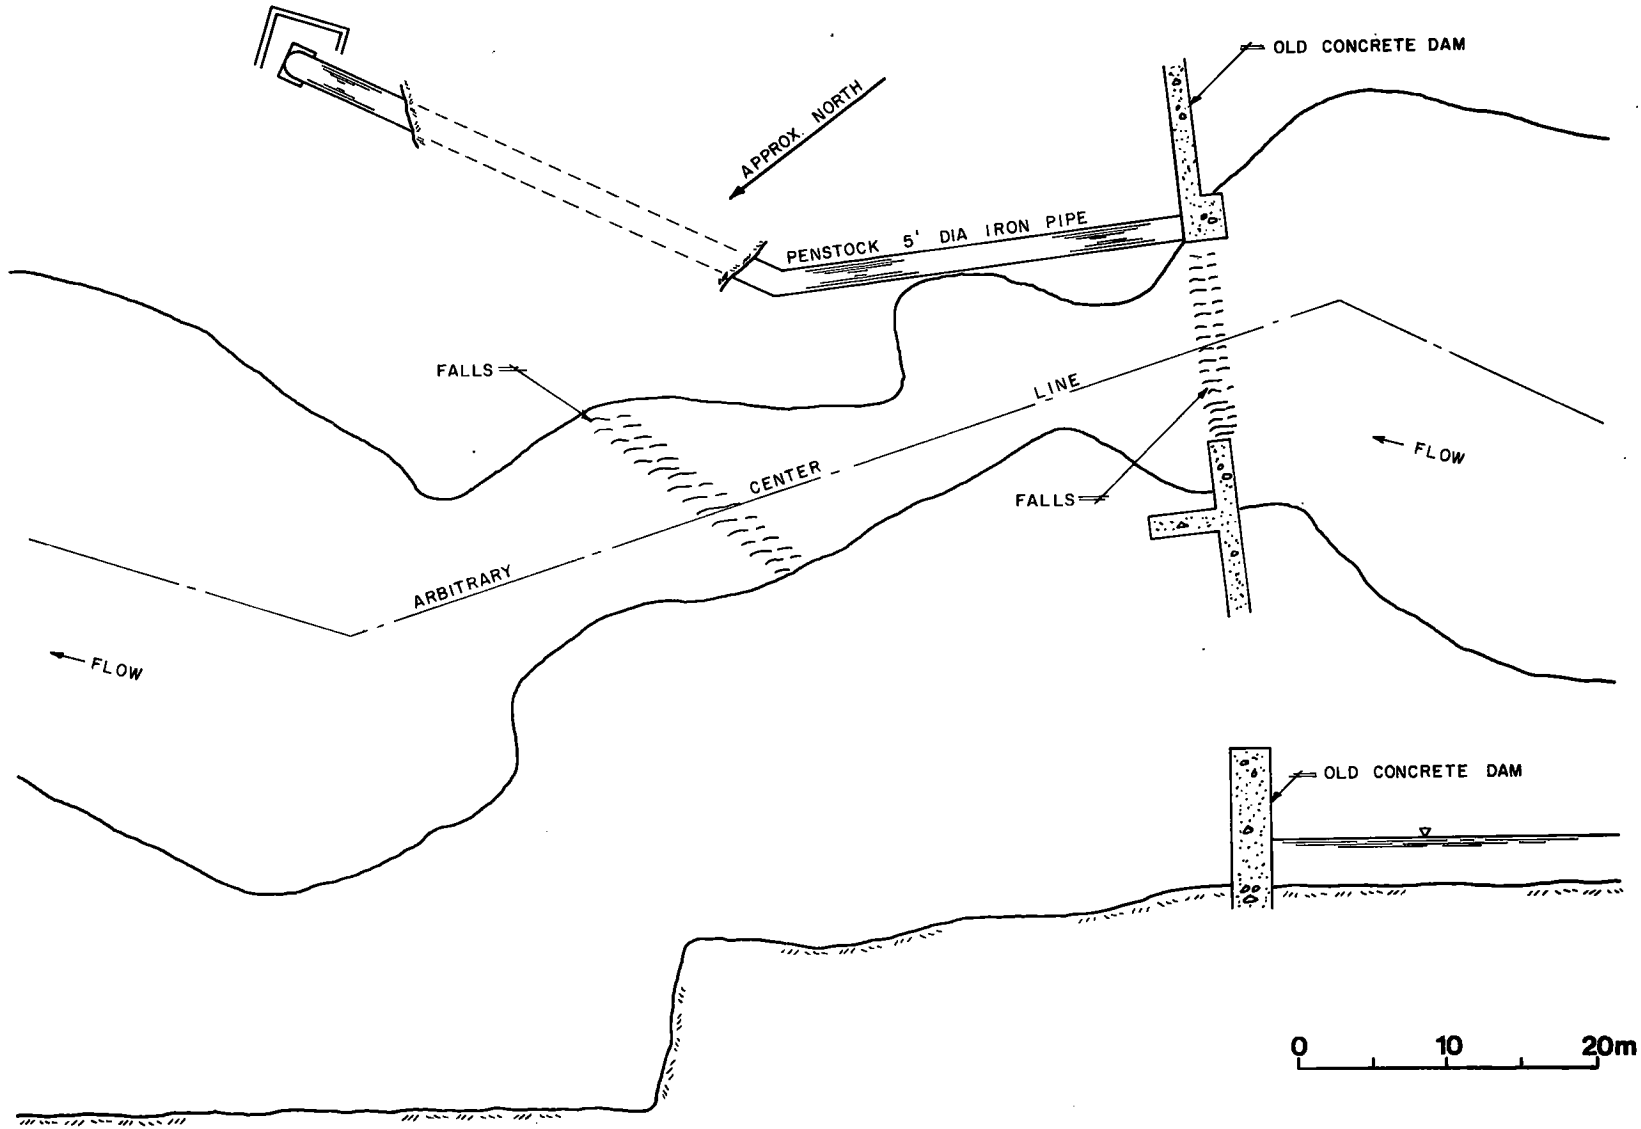 OLD CONCRETE DAM
APPROX. NORTH
PENSTOCK 5' DIA IRON PIPE
FALLS
ARBITRARY CENTER LINE
FLOW
FALLS
FLOW
OLD CONCRETE DAM
0 10 20m